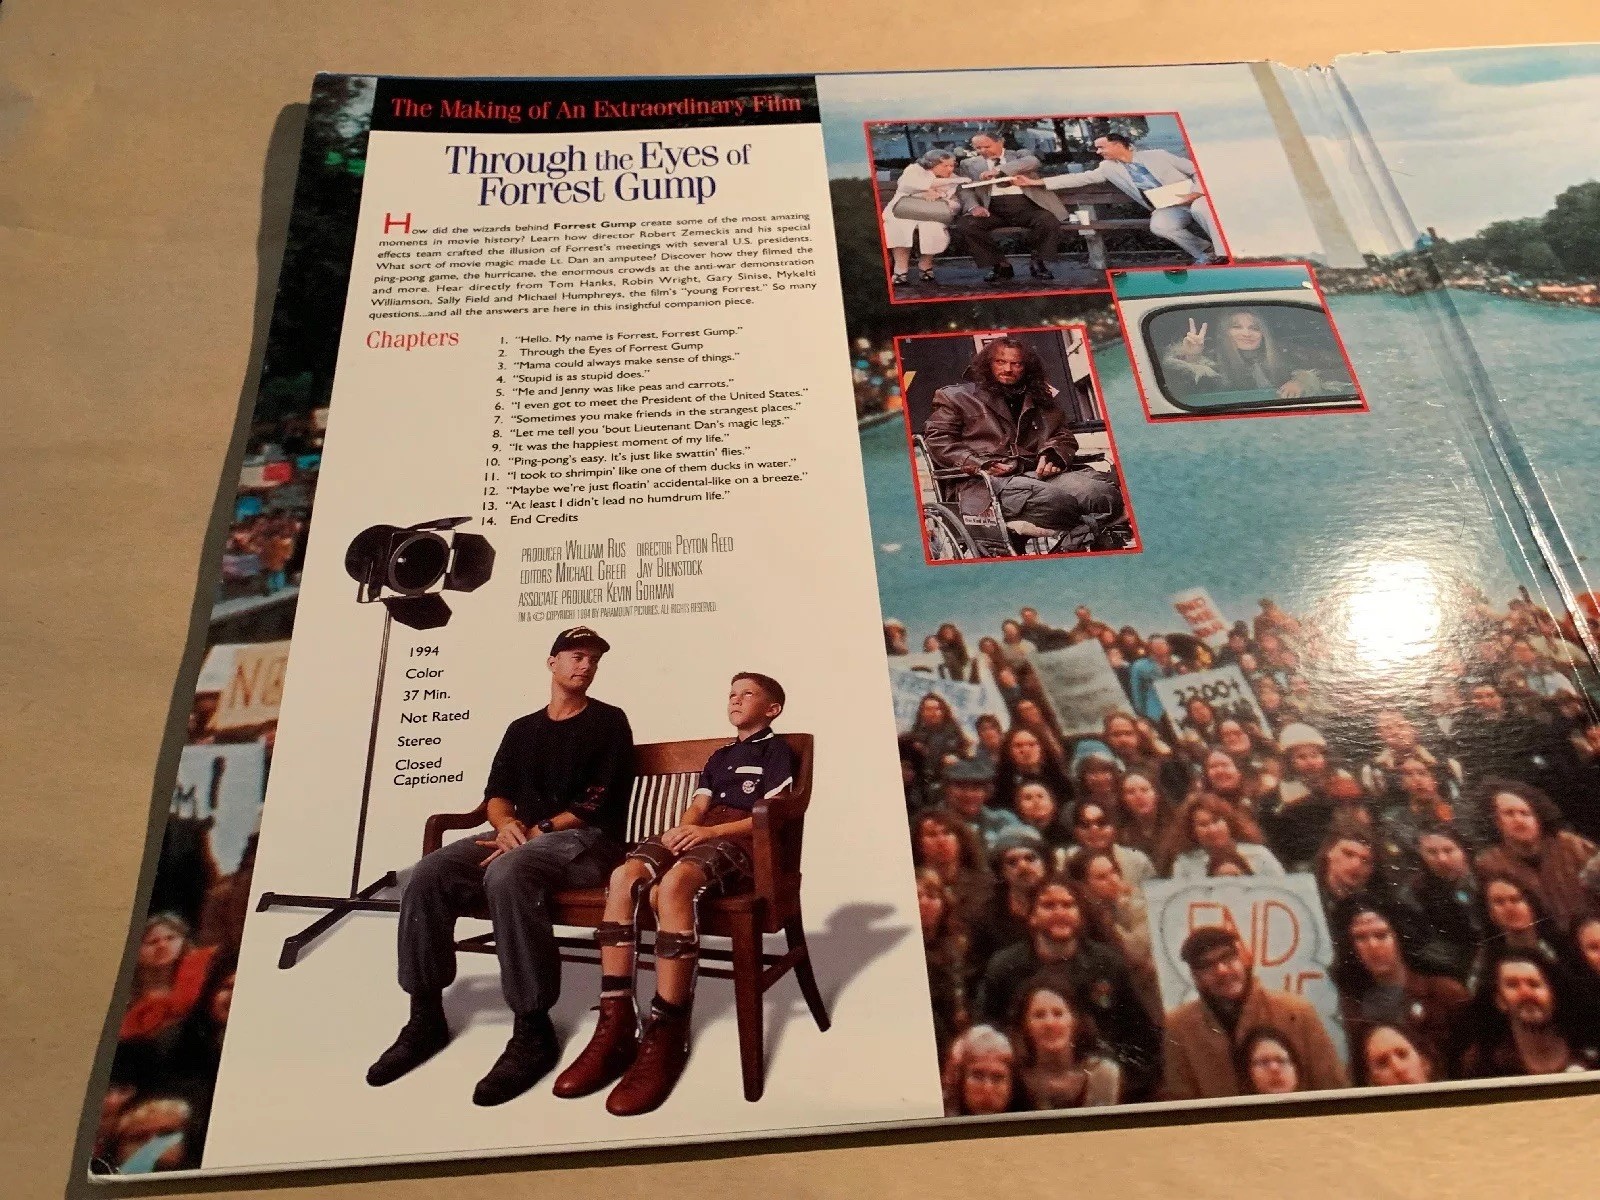 The Making of An Extraordinary Film
Through the Eyes of
Forrest Gump
How did the wizards behind Forrest Gump create some of the most amazing
moments in movie history? Learn how director Robert Zemeckis and his special
effects team crafted the illusion of Forrest's meetings with several U.S. presidents.
What sort of movie magic made Lt. Dan an amputee? Discover how they filmed the
ping-pong game, the hurricane, the enormous crowds at the anti-war demonstration
and more. Hear directly from Tom Hanks, Robin Wright, Gary Sinise, Mykelti
Williamson, Sally Field and Michael Humphreys, the film's "young Forrest." So many
questions...and all the answers are here in this insightful companion piece.
Chapters
1. "Hello. My name is Forrest, Forrest Gump."
2. Through the Eyes of Forrest Gump
3. "Mama could always make sense of things."
4. "Stupid is as stupid does."
5. "Me and Jenny was like peas and carrots."
6. "I even got to meet the President of the United States."
7. "Sometimes you make friends in the strangest places."
8. "Let me tell you 'bout Lieutenant Dan's magic legs."
9. "It was the happiest moment of my life."
10. "Ping-pong's easy. It's just like swattin' flies."
11. "I took to shrimpin' like one of them ducks in water."
12. "Maybe we're just floatin' accidental-like on a breeze."
13. "At least I didn't lead no humdrum life."
14. End Credits
PRODUCER WILLIAM RUS DIRECTOR PEYTON REED
EDITORS MICHAEL GREER JAY BIENSTOCK
ASSOCIATE PRODUCER KEVIN GORMAN
TM & © COPYRIGHT 1994 BY PARAMOUNT PICTURES. ALL RIGHTS RESERVED.
1994
Color
37 Min.
Not Rated
Stereo
Closed
Captioned
NO
2200+
END